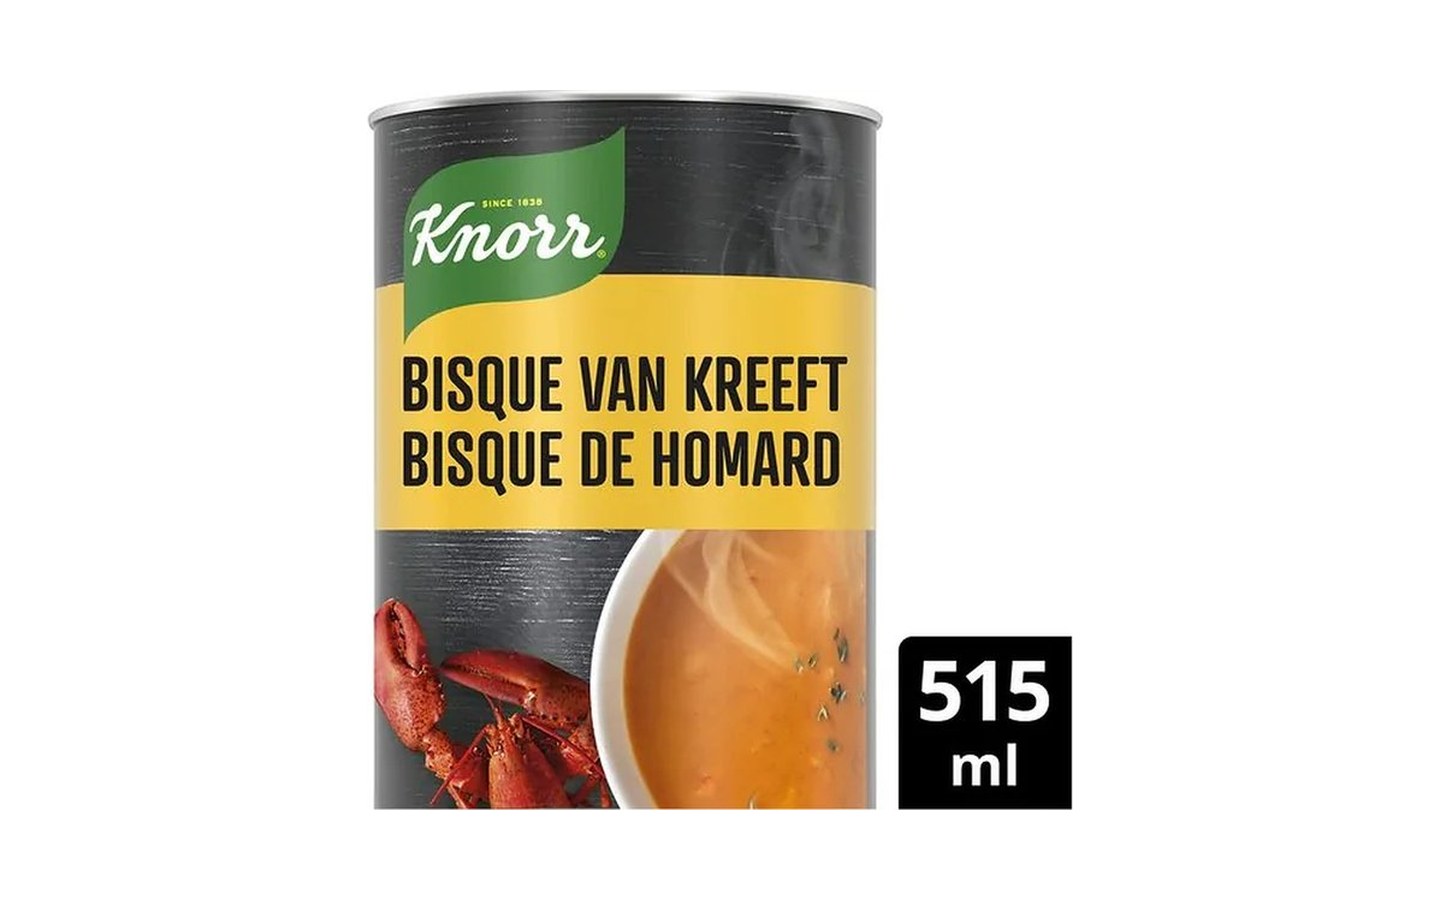 SINCE 1838
Knorr®
BISQUE VAN KREEFT
BISQUE DE HOMARD
515
ml